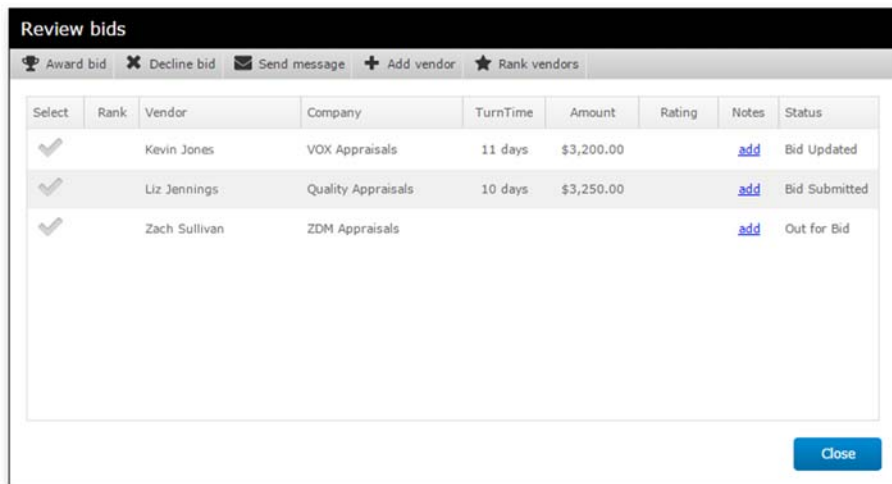 Review bids
Award bid Decline bid Send message Add vendor Rank vendors
Select Rank Vendor Company TurnTime Amount Rating Notes Status
Kevin Jones VOX Appraisals 11 days $3,200.00 add Bid Updated
Liz Jennings Quality Appraisals 10 days $3,250.00 add Bid Submitted
Zach Sullivan ZDM Appraisals add Out for Bid
Close